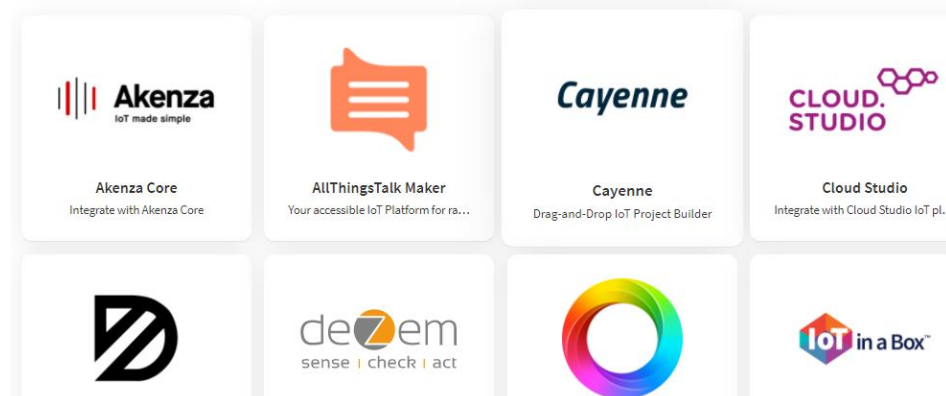 Akenza
IoT made simple
Akenza Core
Integrate with Akenza Core
AllThingsTalk Maker
Your accessible IoT Platform for ra...
Cayenne
Cayenne
Drag-and-Drop IoT Project Builder
CLOUD.
STUDIO
Cloud Studio
Integrate with Cloud Studio IoT pl...
deZem
sense | check | act
IoT in a Box™